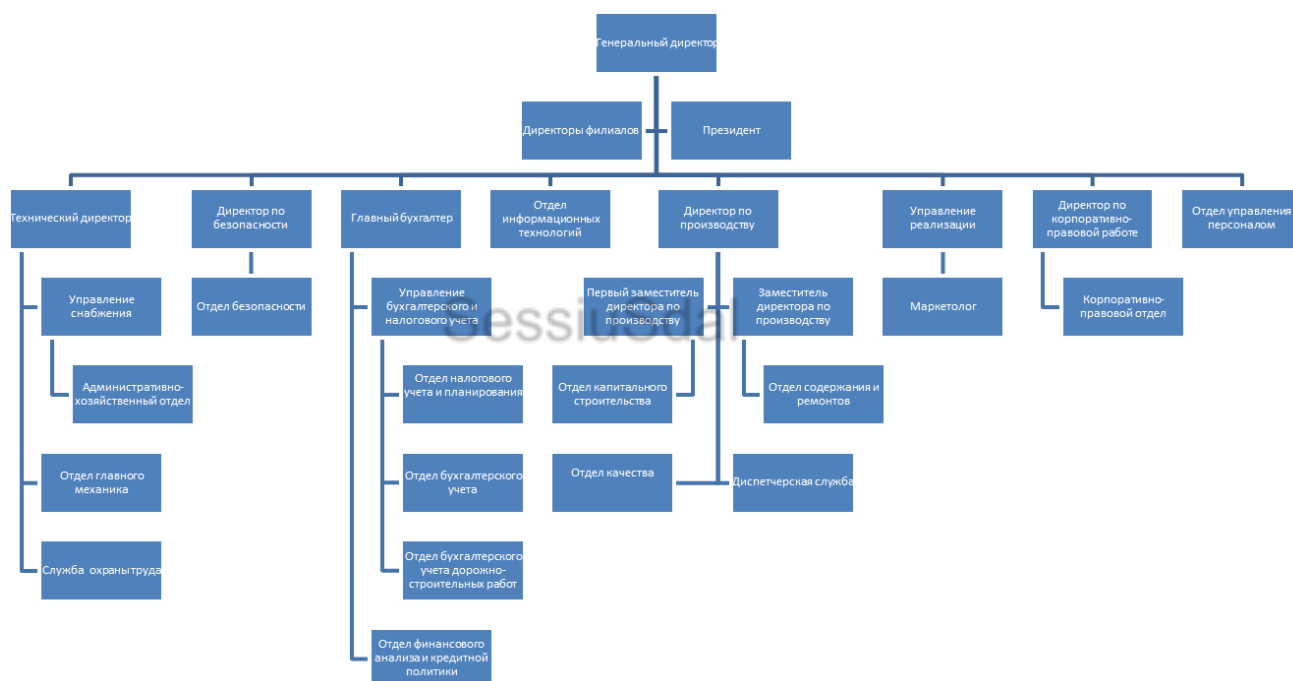 Генеральный директор
Директоры филиалов
Президент
Технический директор
Директор по
безопасности
Главный бухгалтер
Отдел
информационных
технологий
Директор по
производству
Управление
реализации
Директор по
корпоративно-
правовой работе
Отдел управления
персоналом
Управление
снабжения
Отдел безопасности
Управление
бухгалтерского и
налогового учета
Первый заместитель
директора по
производству
Заместитель
директора по
производству
Маркетолог
Корпоративно-
правовой отдел
SessiuSdal
Административно-
хозяйственный отдел
Отдел налогового
учета и планирования
Отдел капитального
строительства
Отдел содержания и
ремонтов
Отдел главного
механика
Отдел бухгалтерского
учета
Отдел качества
Диспетчерская служба
Служба охраны труда
Отдел бухгалтерского
учета дорожно-
строительных работ
Отдел финансового
анализа и кредитной
политики